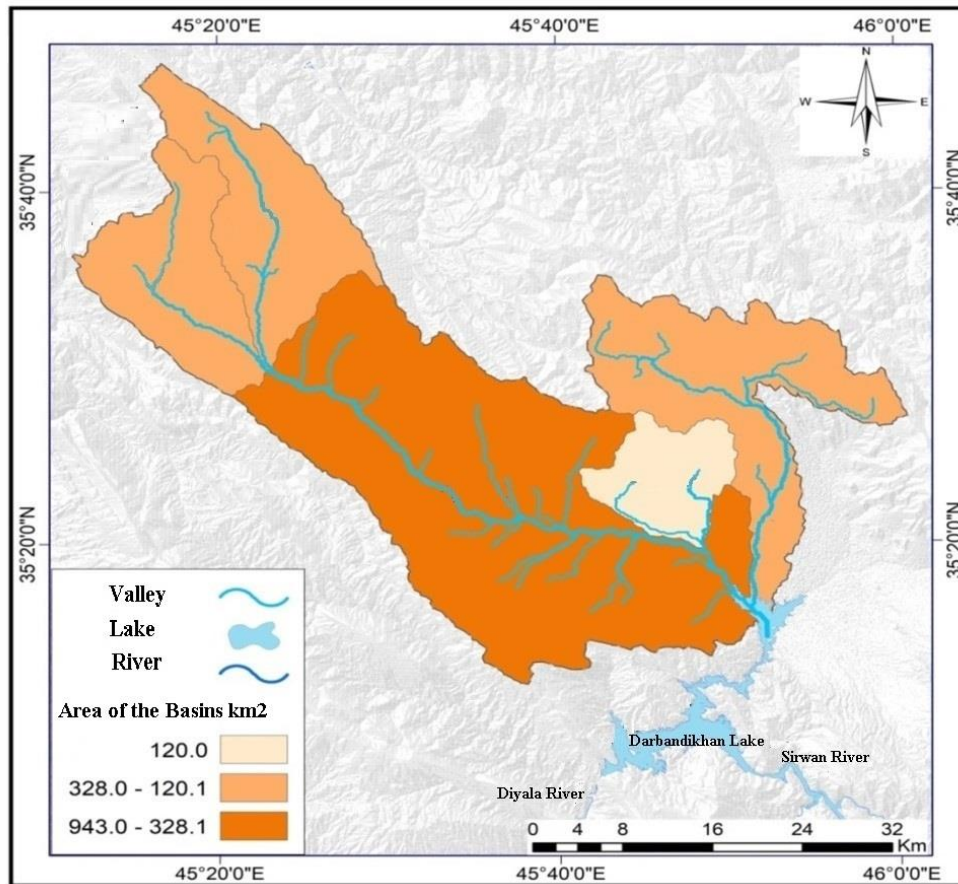 45°20'0"E
45°40'0"E
46°0'0"E
N
W
E
S
35°40'0"N
35°40'0"N
35°20'0"N
35°20'0"N
Valley
Lake
River
Area of the Basins km2
120.0
328.0 - 120.1
943.0 - 328.1
Darbandikhan Lake
Sirwan River
Diyala River
0 4 8 16 24 32
Km
45°20'0"E
45°40'0"E
46°0'0"E